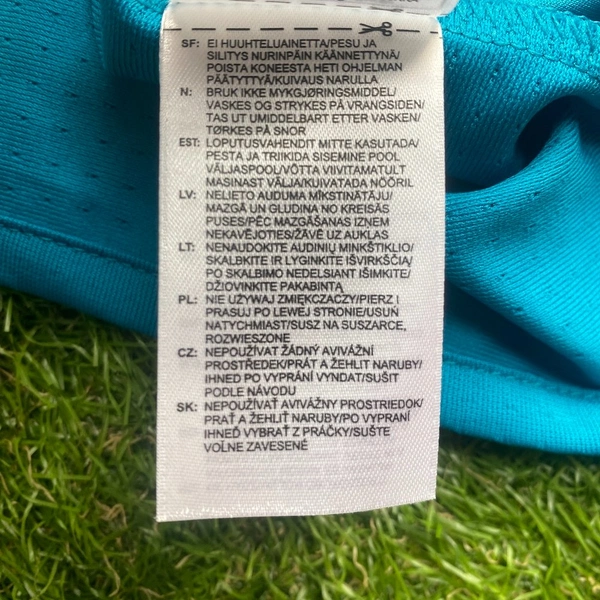 SF: EI HUUHTELUAINETTA/PESU JA
SILITYS NURINPÄIN KÄÄNNETTYNÄ/
POISTA KONEESTA HETI OHJELMAN
PÄÄTYTTYÄ/KUIVAUS NARULLA
N: BRUK IKKE MYKGJØRINGSMIDDEL/
VASKES OG STRYKES PÅ VRANGSIDEN/
TAS UT UMIDDELBART ETTER VASKEN/
TØRKES PÅ SNOR
EST: LOPUTUSVAHENDIT MITTE KASUTADA/
PESTA JA TRIIKIDA SISEMINE POOL
VÄLJASPOOL/VÕTTA VIIVITAMATULT
MASINAST VÄLJA/KUIVATADA NÖÖRIL
LV: NELIETO AUDUMA MĪKSTINĀTĀJU/
MAZGĀ UN GLUDINA NO KREISĀS
PUSES/PĒC MAZGĀŠANAS IZŅEM
NEKAVĒJOTIES/ŽĀVĒ UZ AUKLAS
LT: NENAUDOKITE AUDINIŲ MINKŠTIKLIO/
SKALBKITE IR LYGINKITE IŠVIRKŠČIĄ/
PO SKALBIMO NEDELSIANT IŠIMKITE/
DŽIOVINKITE PAKABINTĄ
PL: NIE UŻYWAJ ZMIĘKCZACZY/PIERZ I
PRASUJ PO LEWEJ STRONIE/USUŃ
NATYCHMIAST/SUSZ NA SUSZARCE,
ROZWIESZONE
CZ: NEPOUŽÍVAT ŽÁDNÝ AVIVÁŽNÍ
PROSTŘEDEK/PRÁT A ŽEHLIT NARUBY/
IHNED PO VYPRÁNÍ VYNDAT/SUŠIT
PODLE NÁVODU
SK: NEPOUŽÍVAŤ AVIVÁŽNY PROSTRIEDOK/
PRAŤ A ŽEHLIŤ NARUBY/PO VYPRANÍ
IHNEĎ VYBRAŤ Z PRÁČKY/SUŠTE
VOĽNE ZAVESENÉ